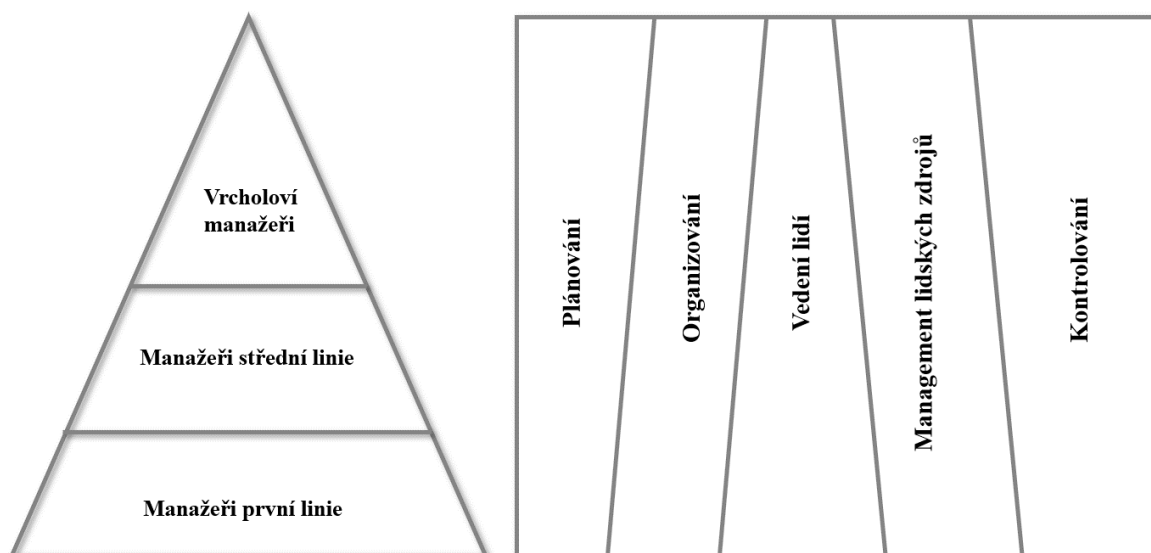 Vrcholoví
manažeři
Manažeři střední linie
Manažeři první linie
Plánování
Organizování
Vedení lidí
Management lidských zdrojů
Kontrolování